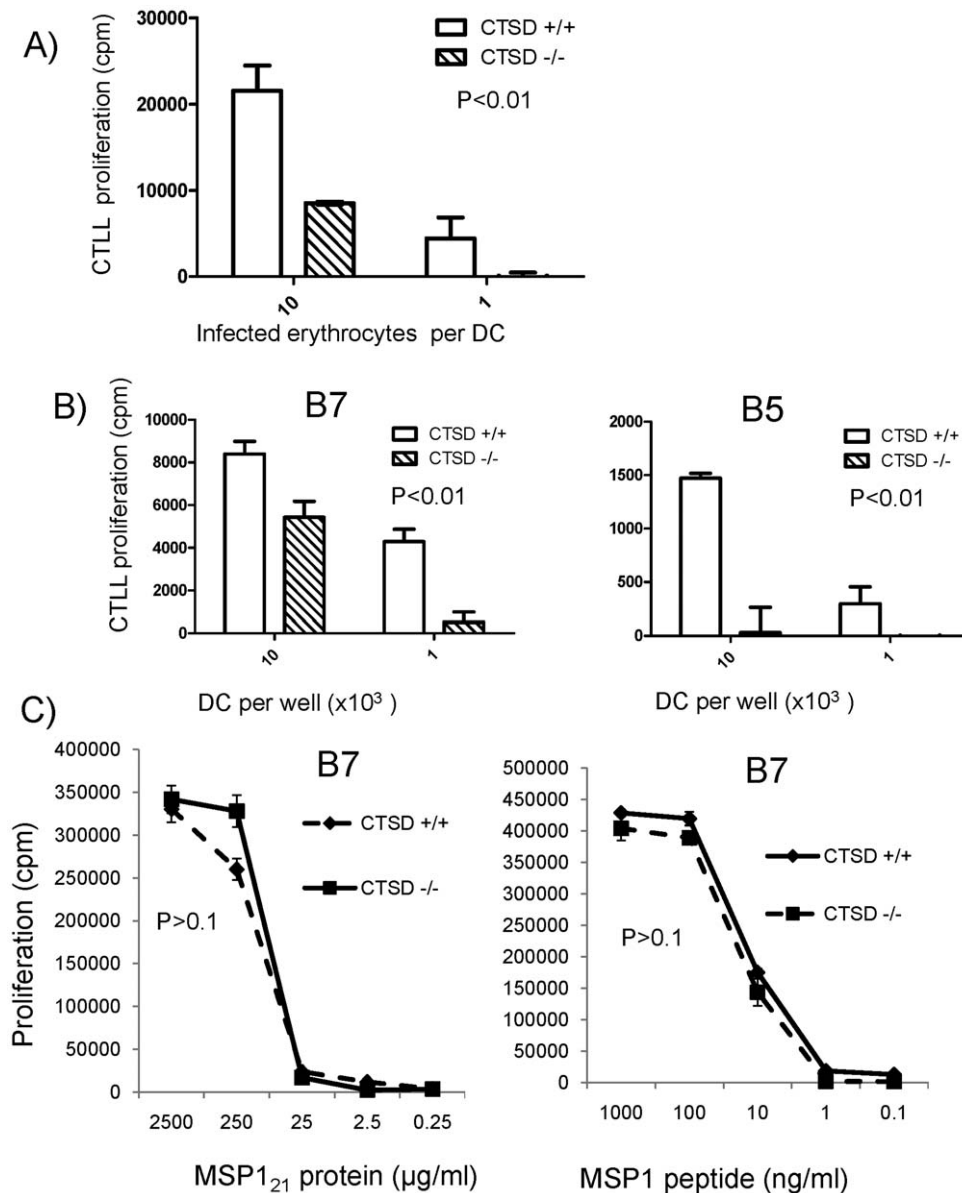 A)
CTLL proliferation (cpm)
30000
20000
10000
0
CTSD +/+
CTSD -/-
P<0.01
10
1
Infected erythrocytes per DC
B)
CTLL proliferation (cpm)
B7
10000
8000
6000
4000
2000
0
CTSD +/+
CTSD -/-
P<0.01
10
1
B5
2000
1500
1000
500
0
CTSD +/+
CTSD -/-
P<0.01
10
1
DC per well (x10³ )
DC per well (x10³ )
C)
Proliferation (cpm)
B7
400000
350000
300000
250000
200000
150000
100000
50000
0
CTSD +/+
CTSD -/-
P>0.1
2500 250 25 2.5 0.25
MSP1₂₁ protein (µg/ml)
B7
500000
450000
400000
350000
300000
250000
200000
150000
100000
50000
0
CTSD +/+
CTSD -/-
P>0.1
1000 100 10 1 0.1
MSP1 peptide (ng/ml)